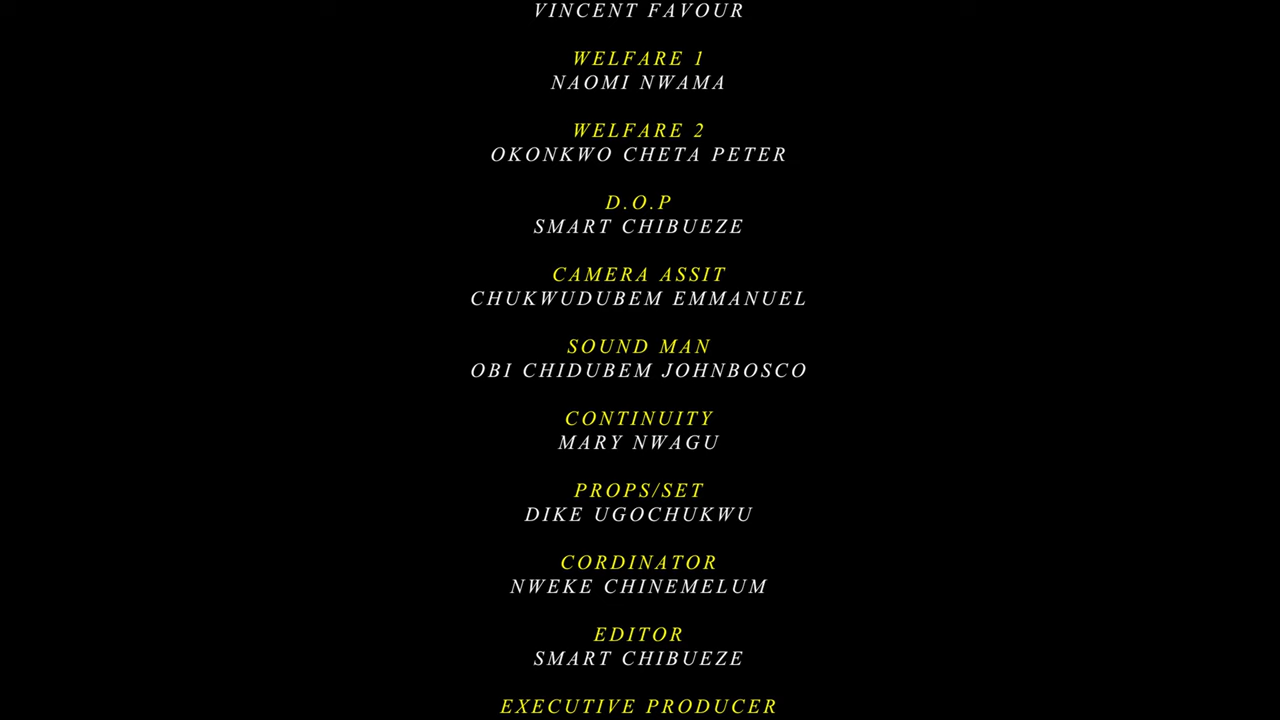 VINCENT FAVOUR
WELFARE 1
NAOMI NWAMA
WELFARE 2
OKONKWO CHETA PETER
D.O.P
SMART CHIBUEZE
CAMERA ASSIT
CHUKWUDUBEM EMMANUEL
SOUND MAN
OBI CHIDUBEM JOHNBOSCO
CONTINUITY
MARY NWAGU
PROPS/SET
DIKE UGOCHUKWU
CORDINATOR
NWEKE CHINEMELUM
EDITOR
SMART CHIBUEZE
EXECUTIVE PRODUCER